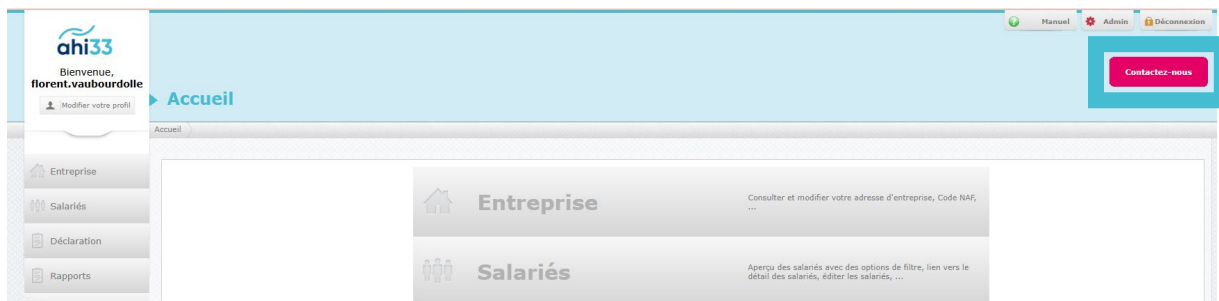 Manuel
Admin
Déconnexion
ahi33
Bienvenue,
florent.vaubourdolle
Modifier votre profil
Contactez-nous
Accueil
Accueil
Entreprise
Salariés
Déclaration
Rapports
Entreprise
Consulter et modifier votre adresse d'entreprise, Code NAF,
...
Salariés
Aperçu des salariés avec des options de filtre, lien vers le
détail des salariés, éditer les salariés, ...